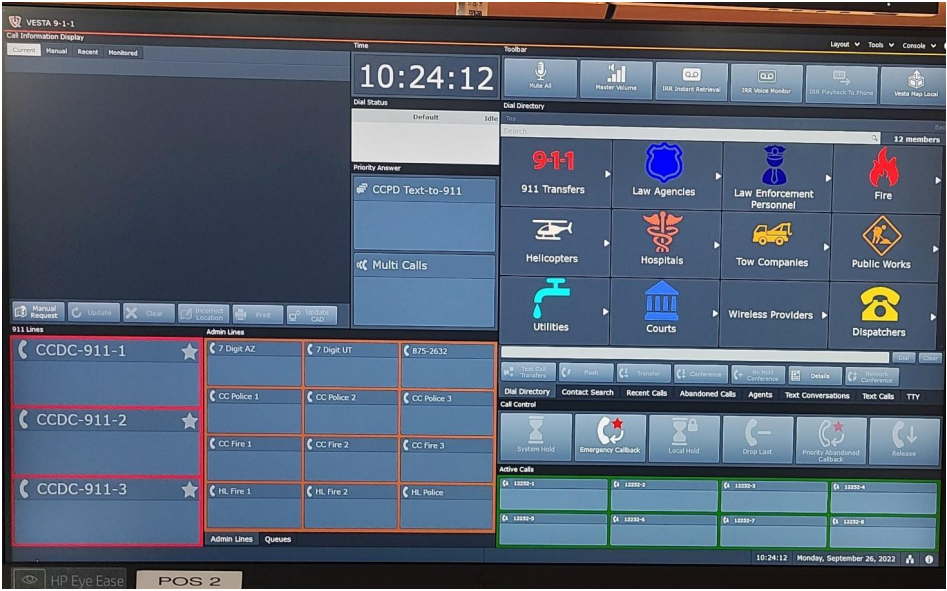 VESTA 9-1-1
Call Information Display
Current Manual Recent Monitored
Time
10:24:12
Dial Status
Default Idle
Priority Answer
CCPD Text-to-911
Multi Calls
Manual Request
Update
Clear
Incorrect Location
Print
Update CAD
Layout Tools Console
Toolbar
Mute All
Master Volume
IRR Instant Retrieval
IRR Voice Monitor
IRR Playback To Phone
Vesta Map Local
Dial Directory
Top
Search
12 members
9-1-1
911 Transfers
Law Agencies
Law Enforcement Personnel
Fire
Helicopters
Hospitals
Tow Companies
Public Works
Utilities
Courts
Wireless Providers
Dispatchers
Dial Clear
Text Call Transfers
Flash
Transfer
Conference
No Hold Conference
Details
Network Conference
Dial Directory Contact Search Recent Calls Abandoned Calls Agents Text Conversations Text Calls TTY
Call Control
System Hold
Emergency Callback
Local Hold
Drop Last
Priority Abandoned Callback
Release
911 Lines
CCDC-911-1
CCDC-911-2
CCDC-911-3
Admin Lines
7 Digit AZ
7 Digit UT
875-2632
CC Police 1
CC Police 2
CC Police 3
CC Fire 1
CC Fire 2
CC Fire 3
HL Fire 1
HL Fire 2
HL Police
Admin Lines Queues
Active Calls
12252-1
12252-2
12252-3
12252-4
12252-5
12252-6
12252-7
12252-8
10:24:12 Monday, September 26, 2022
HP Eye Ease
POS 2